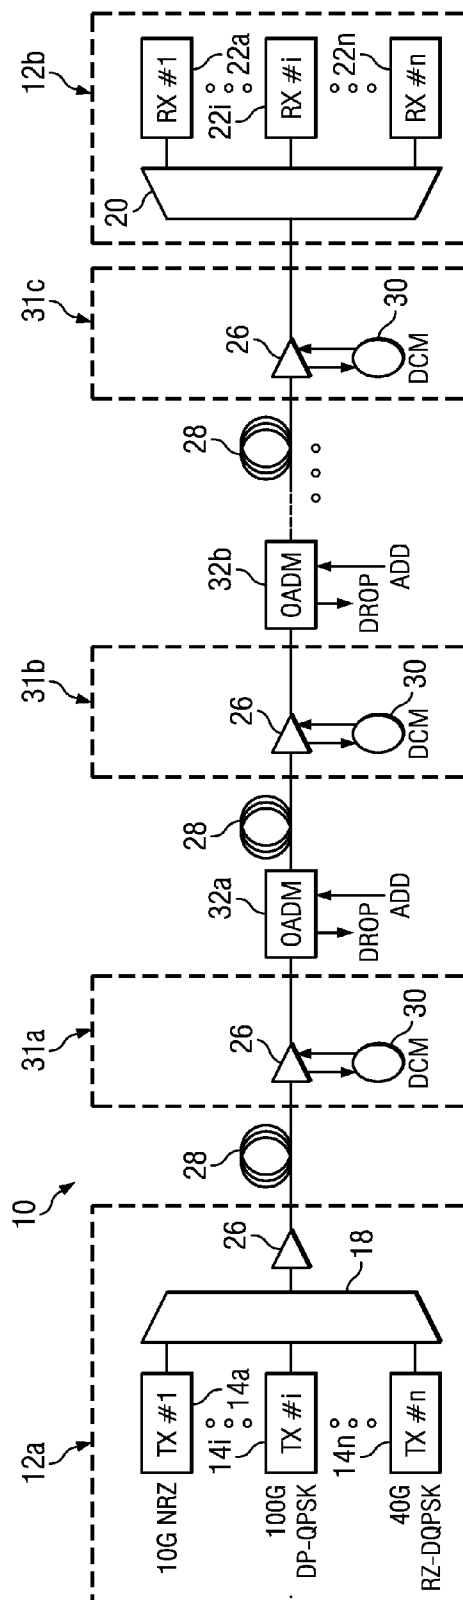 10
12a
31a
31b
31c
12b
10G NRZ
TX #1
14a
14i
100G
DP-QPSK
TX #i
14n
40G
RZ-DQPSK
TX #n
18
26
28
26
30
DCM
32a
OADM
DROP
ADD
28
26
30
DCM
32b
OADM
DROP
ADD
28
26
30
DCM
20
RX #1
22a
22i
RX #i
22n
RX #n